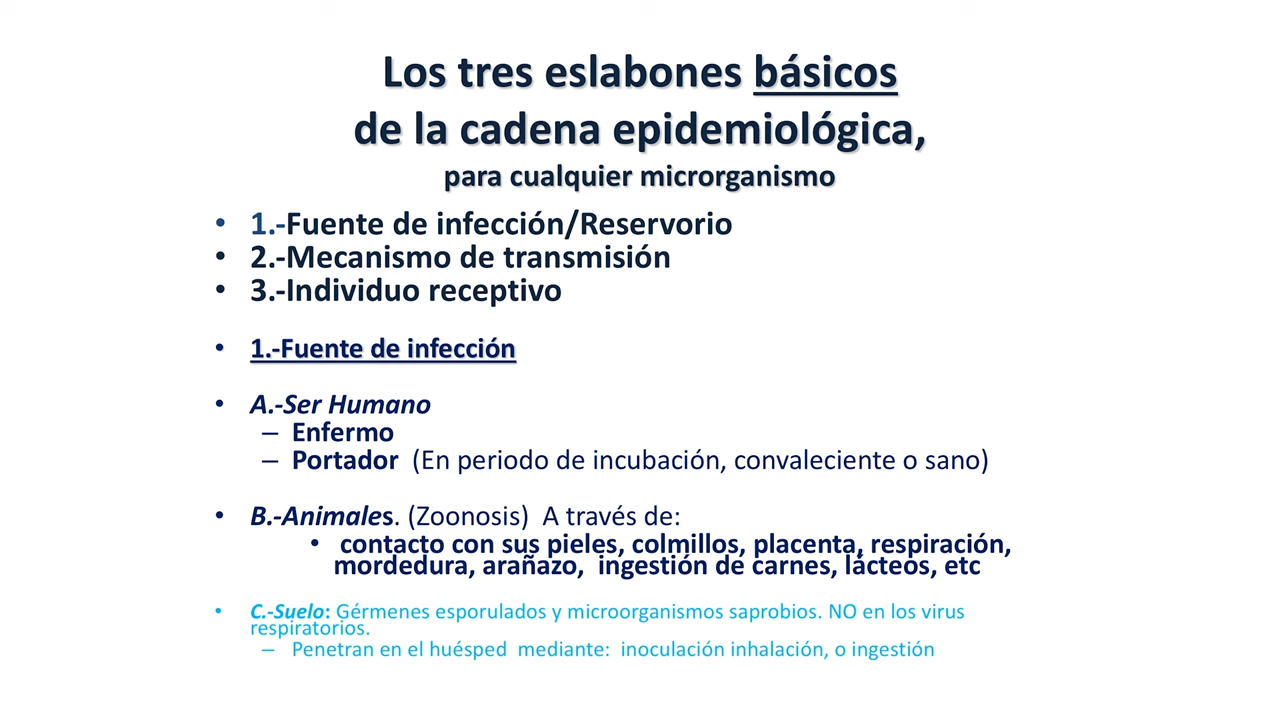 Los tres eslabones básicos
de la cadena epidemiológica,
para cualquier microrganismo
• 1.-Fuente de infección/Reservorio
• 2.-Mecanismo de transmisión
• 3.-Individuo receptivo
• 1.-Fuente de infección
• A.-Ser Humano
– Enfermo
– Portador (En periodo de incubación, convaleciente o sano)
• B.-Animales. (Zoonosis) A través de:
• contacto con sus pieles, colmillos, placenta, respiración,
mordedura, arañazo, ingestión de carnes, lácteos, etc
• C.-Suelo: Gérmenes esporulados y microorganismos saprobios. NO en los virus
respiratorios.
– Penetran en el huésped mediante: inoculación inhalación, o ingestión